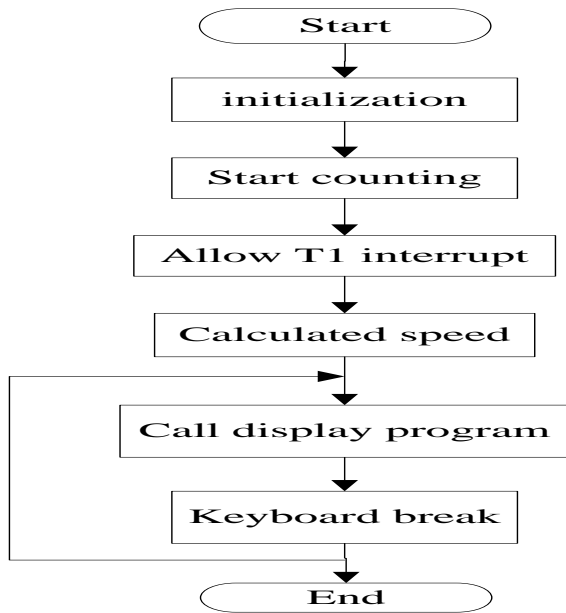 Start
initialization
Start counting
Allow T1 interrupt
Calculated speed
Call display program
Keyboard break
End